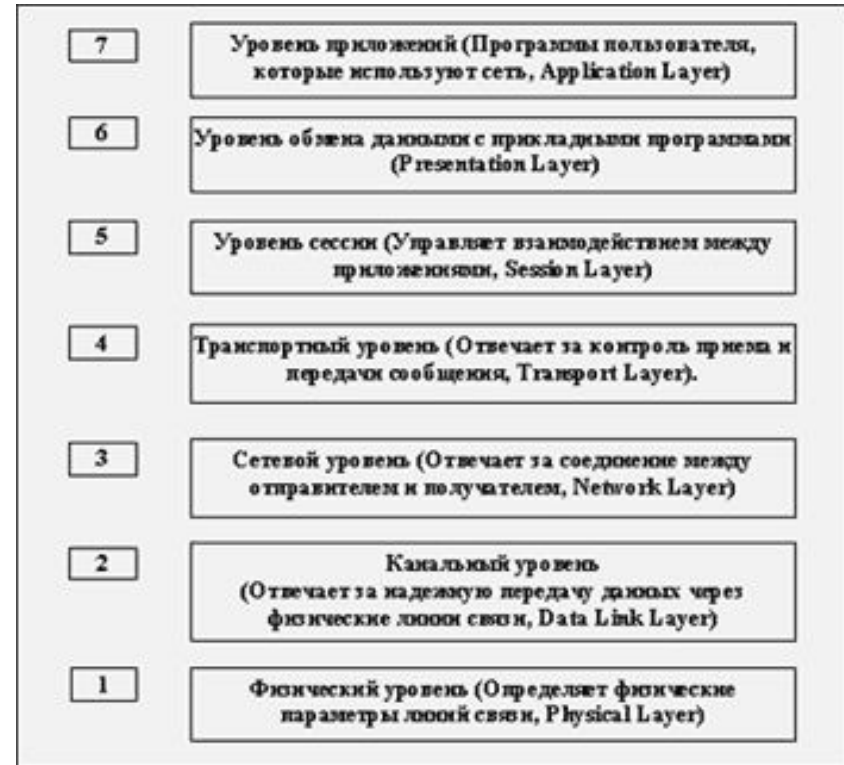 7
Уровень приложений (Программы пользователя,
которые используют сеть, Application Layer)
6
Уровень обмена данными с прикладными программами
(Presentation Layer)
5
Уровень сессии (Управляет взаимодействием между
приложениями, Session Layer)
4
Транспортный уровень (Отвечает за контроль приема и
передачи сообщения, Transport Layer).
3
Сетевой уровень (Отвечает за соединение между
отправителем и получателем, Network Layer)
2
Канальный уровень
(Отвечает за надежную передачу данных через
физические линии связи, Data Link Layer)
1
Физический уровень (Определяет физические
параметры линий связи, Physical Layer)